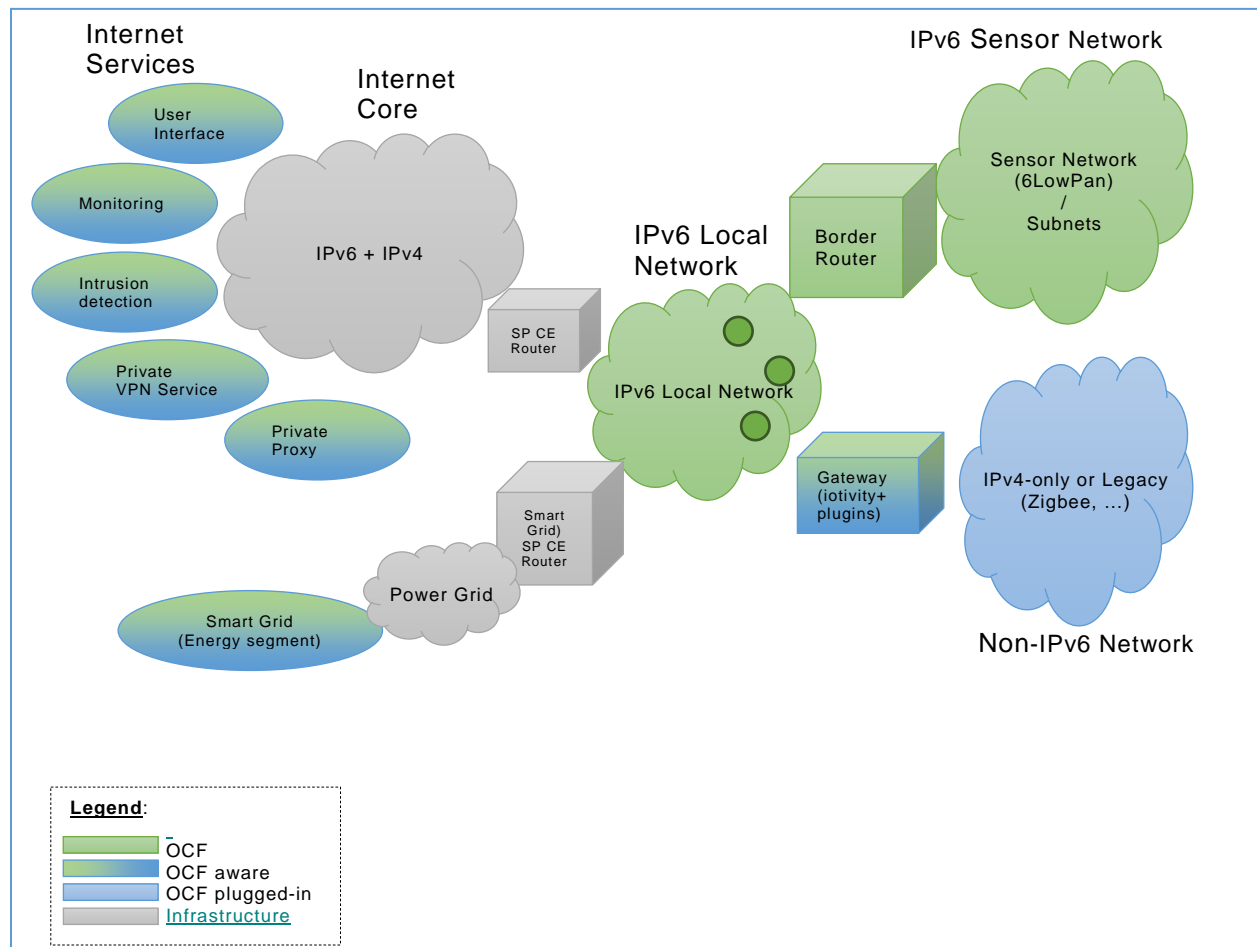 Internet
Services
Internet
Core
IPv6 Sensor Network
User
Interface
Monitoring
Intrusion
detection
Private
VPN Service
Private
Proxy
IPv6 + IPv4
SP CE
Router
IPv6 Local
Network
IPv6 Local Network
Border
Router
Sensor Network
(6LowPan)
/
Subnets
Gateway
(iotivity+
plugins)
IPv4-only or Legacy
(Zigbee, ...)
Non-IPv6 Network
Smart
Grid)
SP CE
Router
Power Grid
Smart Grid
(Energy segment)
Legend:
OCF
OCF aware
OCF plugged-in
Infrastructure